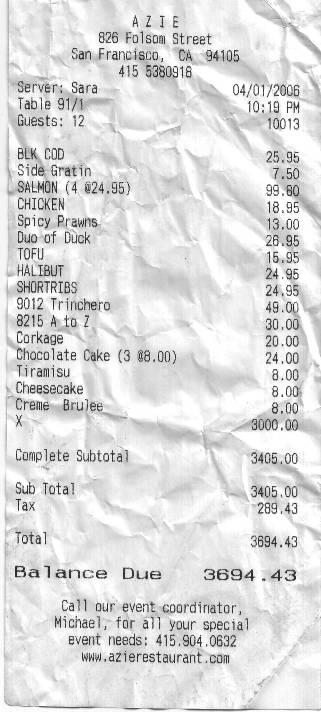 A Z I E
826 Folsom Street
San Francisco, CA 94105
415 5380918
Server: Sara 04/01/2006
Table 91/1 10:19 PM
Guests: 12 10013
BLK COD 25.95
Side Gratin 7.50
SALMON (4 @24.95) 99.80
CHICKEN 18.95
Spicy Prawns 13.00
Duo of Duck 26.95
TOFU 15.95
HALIBUT 24.95
SHORTRIBS 24.95
9012 Trinchero 49.00
8215 A to Z 30.00
Corkage 20.00
Chocolate Cake (3 @8.00) 24.00
Tiramisu 8.00
Cheesecake 8.00
Creme Brulee 8.00
X 3000.00
Complete Subtotal 3405.00
Sub Total 3405.00
Tax 289.43
Total 3694.43
Balance Due 3694.43
Call our event coordinator,
Michael, for all your special
event needs: 415.904.0632
www.azierestaurant.com